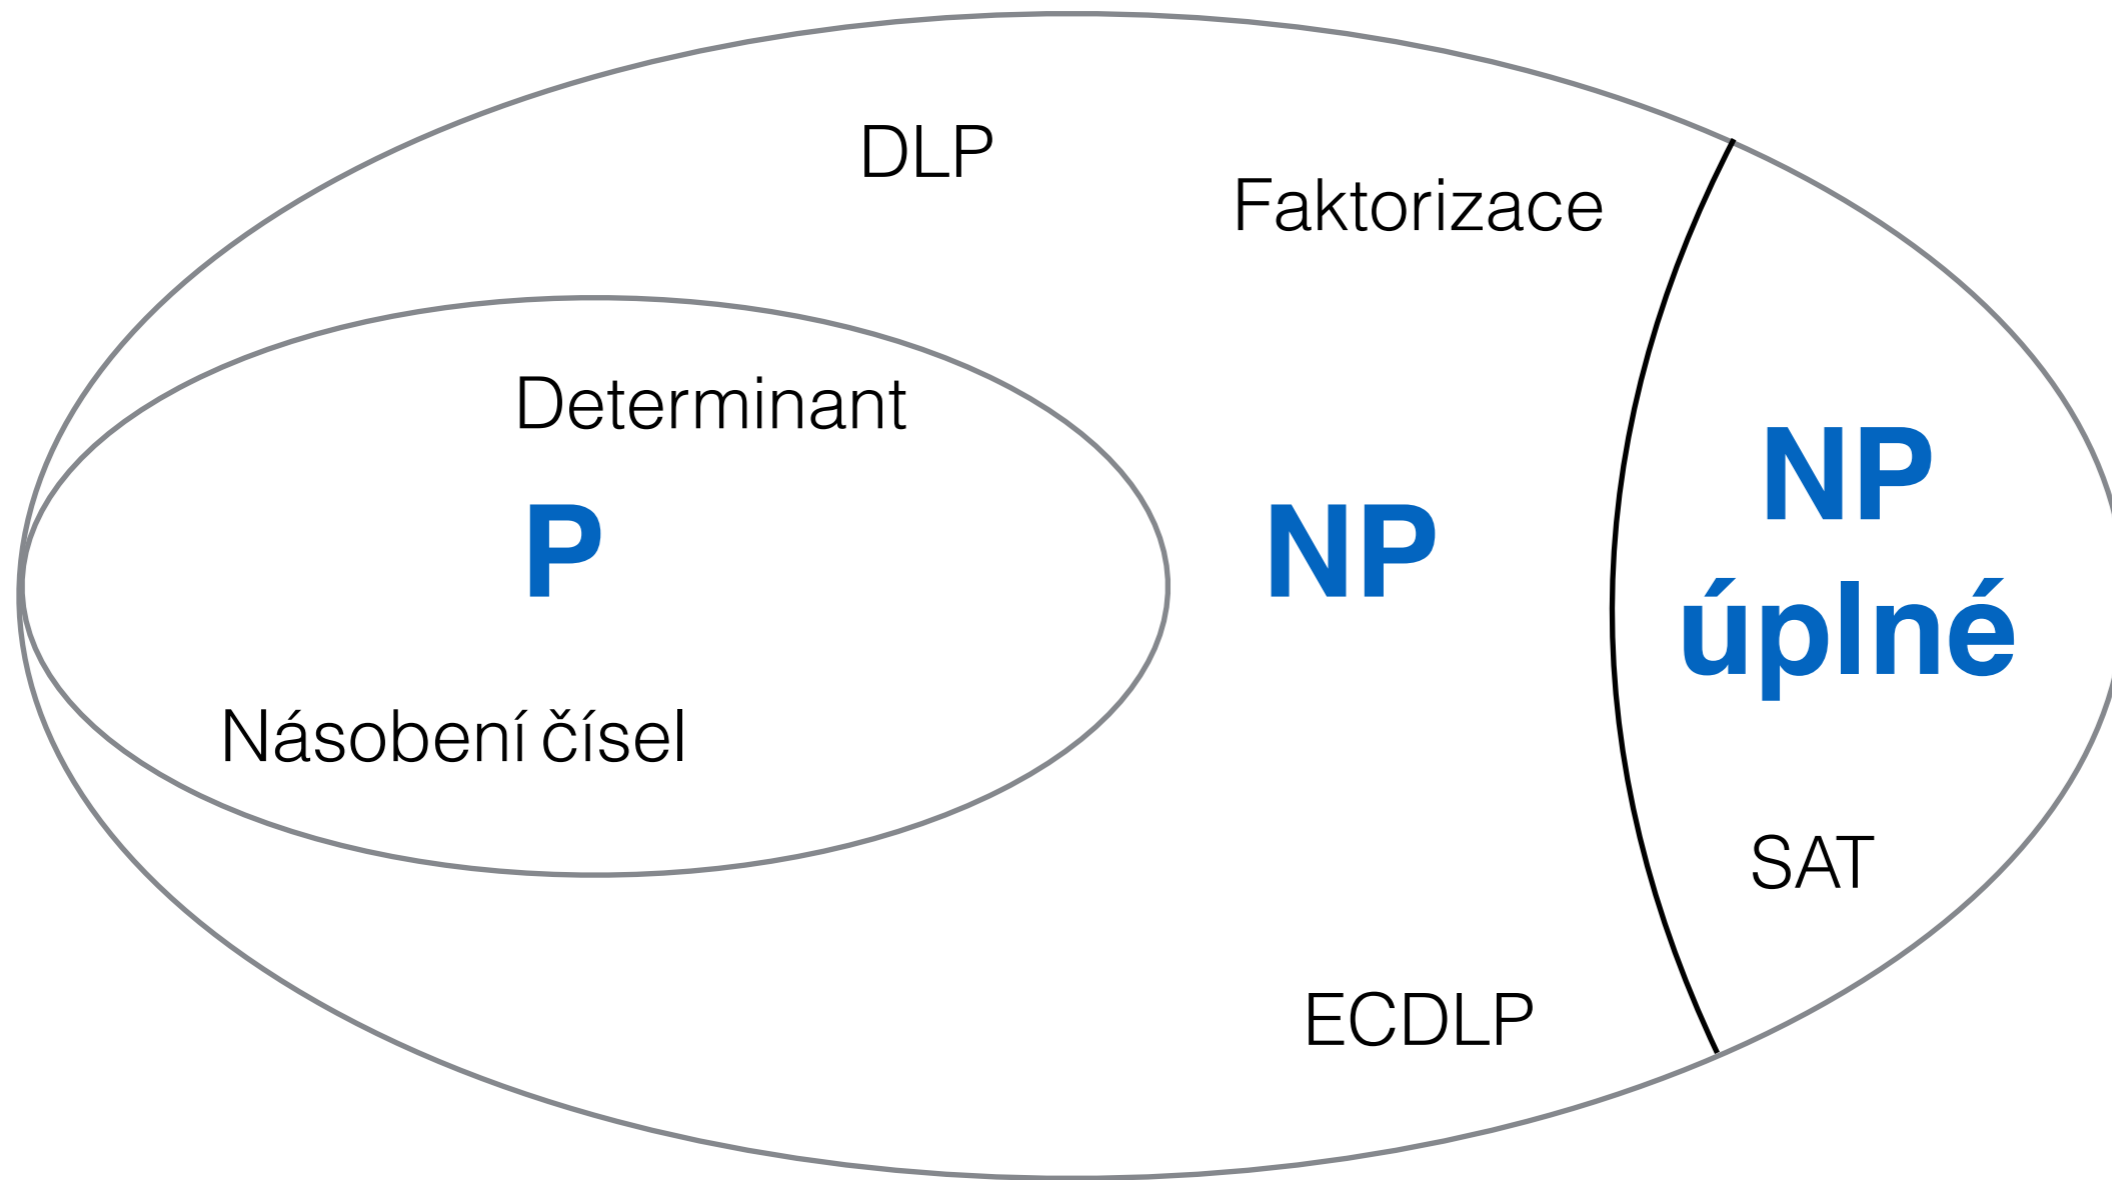 DLP
Faktorizace
Determinant
P
NP
NP
úplné
Násobení čísel
SAT
ECDLP